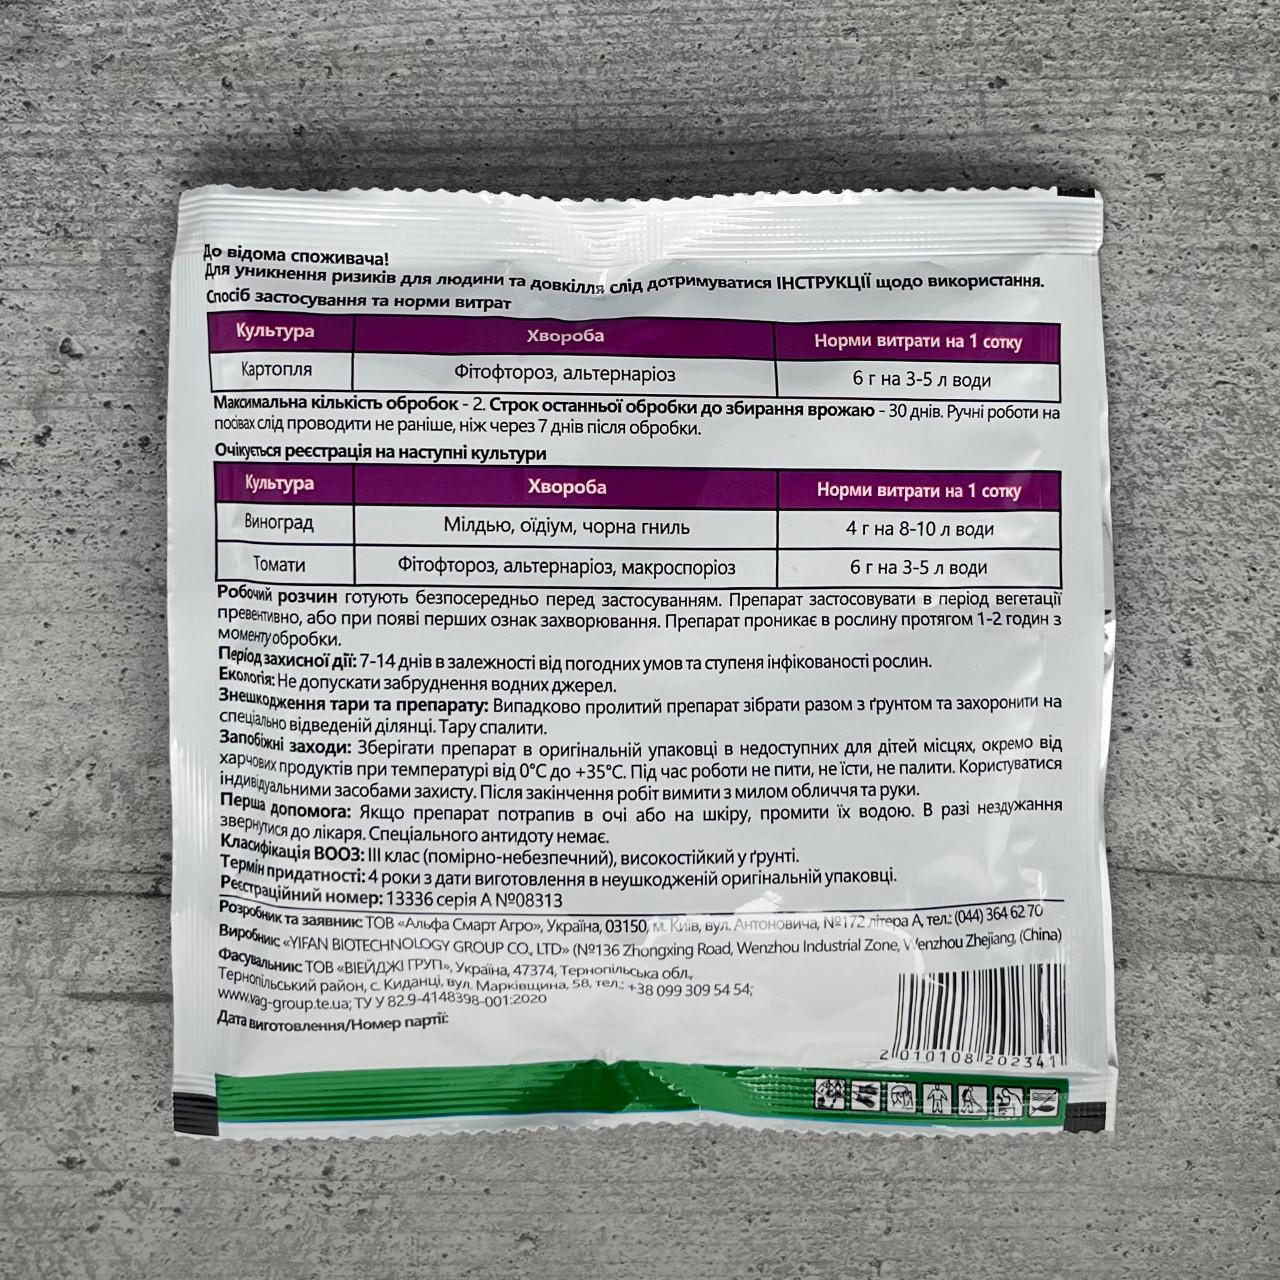 До відома споживача!
Для уникнення ризиків для людини та довкілля слід дотримуватися ІНСТРУКЦІЇ щодо використання.
Спосіб застосування та норми витрат
Культура Хвороба Норми витрати на 1 сотку
Картопля Фітофтороз, альтернаріоз 6 г на 3-5 л води
Максимальна кількість обробок - 2. Строк останньої обробки до збирання врожаю - 30 днів. Ручні роботи на
посівах слід проводити не раніше, ніж через 7 днів після обробки.
Очікується реєстрація на наступні культури
Культура Хвороба Норми витрати на 1 сотку
Виноград Мілдью, оїдіум, чорна гниль 4 г на 8-10 л води
Томати Фітофтороз, альтернаріоз, макроспоріоз 6 г на 3-5 л води
Робочий розчин готують безпосередньо перед застосуванням. Препарат застосовувати в період вегетації
превентивно, або при появі перших ознак захворювання. Препарат проникає в рослину протягом 1-2 годин з
моменту обробки.
Період захисної дії: 7-14 днів в залежності від погодних умов та ступеня інфікованості рослин.
Екологія: Не допускати забруднення водних джерел.
Знешкодження тари та препарату: Випадково пролитий препарат зібрати разом з ґрунтом та захоронити на
спеціально відведеній ділянці. Тару спалити.
Запобіжні заходи: Зберігати препарат в оригінальній упаковці в недоступних для дітей місцях, окремо від
харчових продуктів при температурі від 0°С до +35°С. Під час роботи не пити, не їсти, не палити. Користуватися
індивідуальними засобами захисту. Після закінчення робіт вимити з милом обличчя та руки.
Перша допомога: Якщо препарат потрапив в очі або на шкіру, промити їх водою. В разі нездужання
звернутися до лікаря. Спеціального антидоту немає.
Класифікація ВООЗ: III клас (помірно-небезпечний), високостійкий у ґрунті.
Термін придатності: 4 роки з дати виготовлення в неушкодженій оригінальній упаковці.
Реєстраційний номер: 13336 серія А №08313
Розробник та заявник: ТОВ «Альфа Смарт Агро», Україна, 03150, м. Київ, вул. Антоновича, №172 літера А, тел.: (044) 364 62 70
Виробник: «YIFAN BIOTECHNOLOGY GROUP CO., LTD» (№136 Zhongxing Road, Wenzhou Industrial Zone, Wenzhou Zhejiang, (China)
Фасувальник: ТОВ «ВІЕЙДЖІ ГРУП», Україна, 47374, Тернопільська обл.,
Тернопільський район, с. Киданці, вул. Марківщина, 58, тел.: +38 099 309 54 54;
www.vag-group.te.ua; ТУ У 82.9-4148398-001:2020
Дата виготовлення/Номер партії:
2 010108 202341